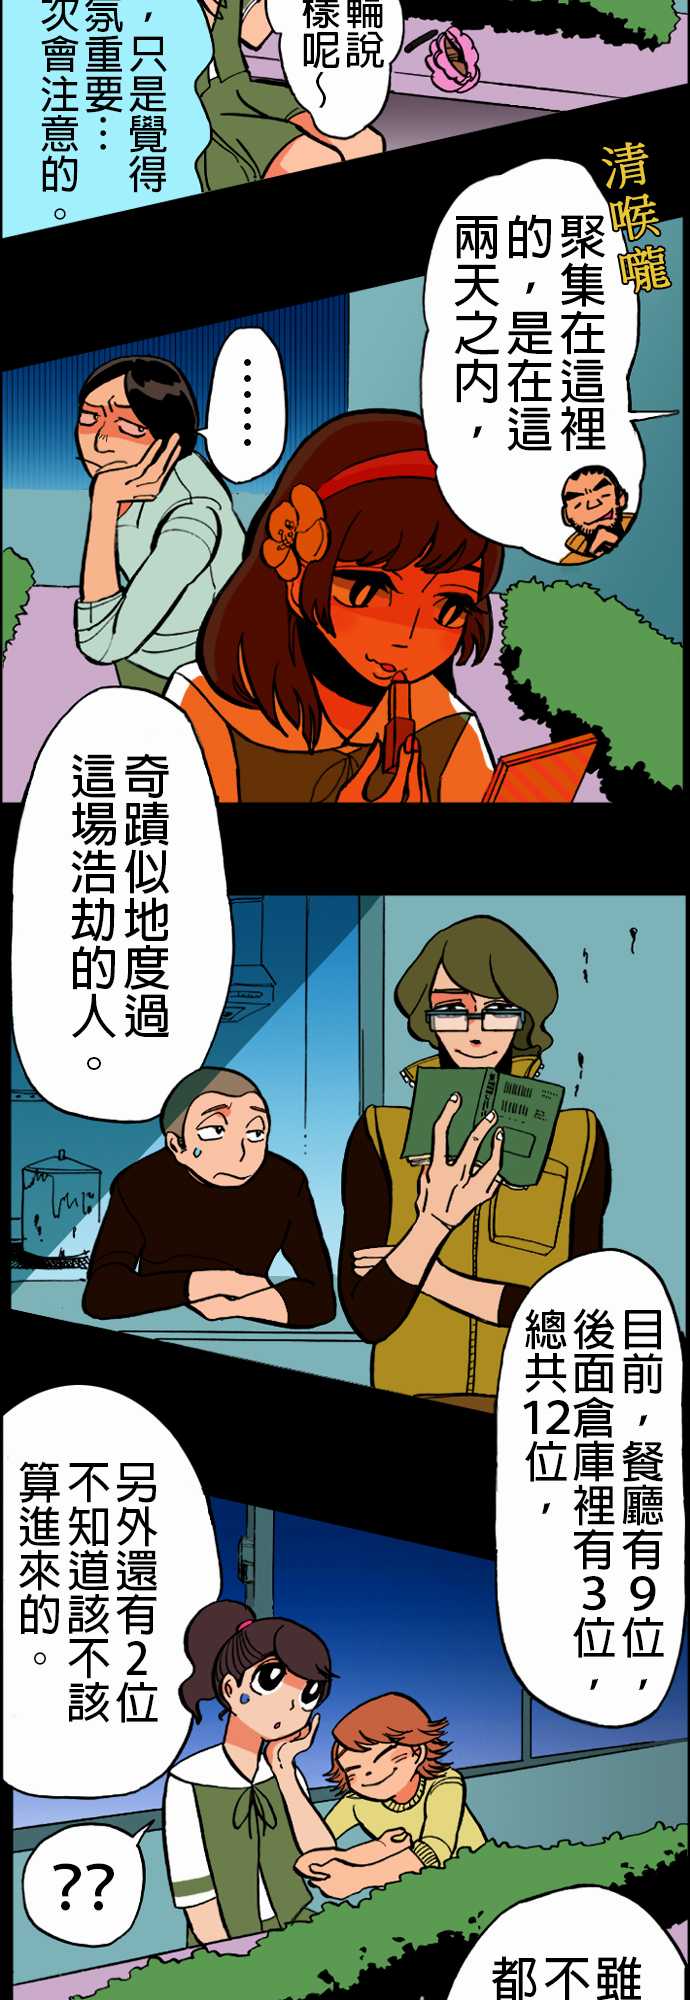 輪說
樣呢～
，只是覺得
氛重要…
次會注意的。
清喉嚨
聚集在這裡
的，是在這
兩天之內，
……
奇蹟似地度過
這場浩劫的人。
目前，餐廳有9位，
後面倉庫裡有3位，
總共12位，
另外還有2位
不知道該不該
算進來的。
??
雖
不
都